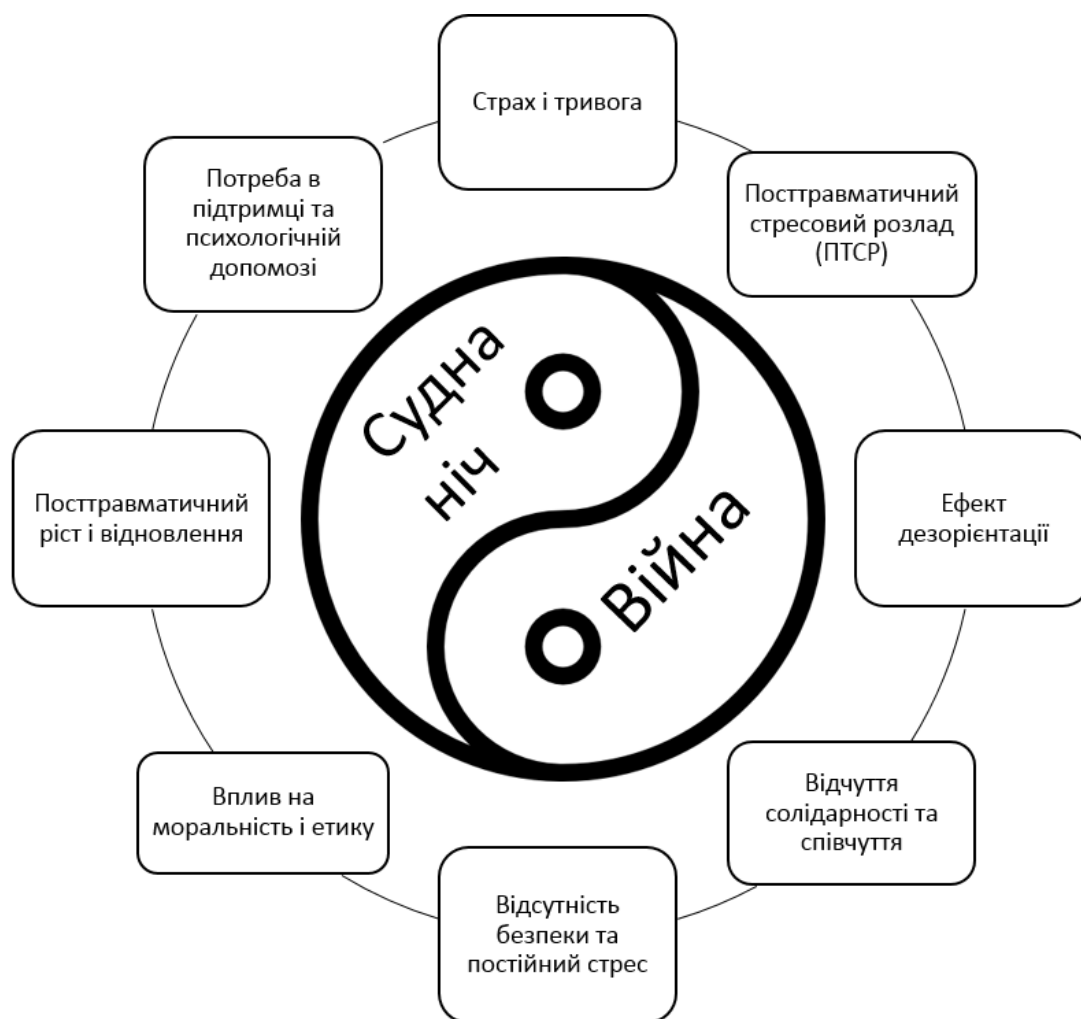 Страх і тривога
Посттравматичний
стресовий розлад
(ПТСР)
Ефект
дезорієнтації
Відчуття
солідарності та
співчуття
Відсутність
безпеки та
постійний стрес
Вплив на
моральність і етику
Посттравматичний
ріст і відновлення
Потреба в
підтримці та
психологічній
допомозі
Судна
ніч
Війна